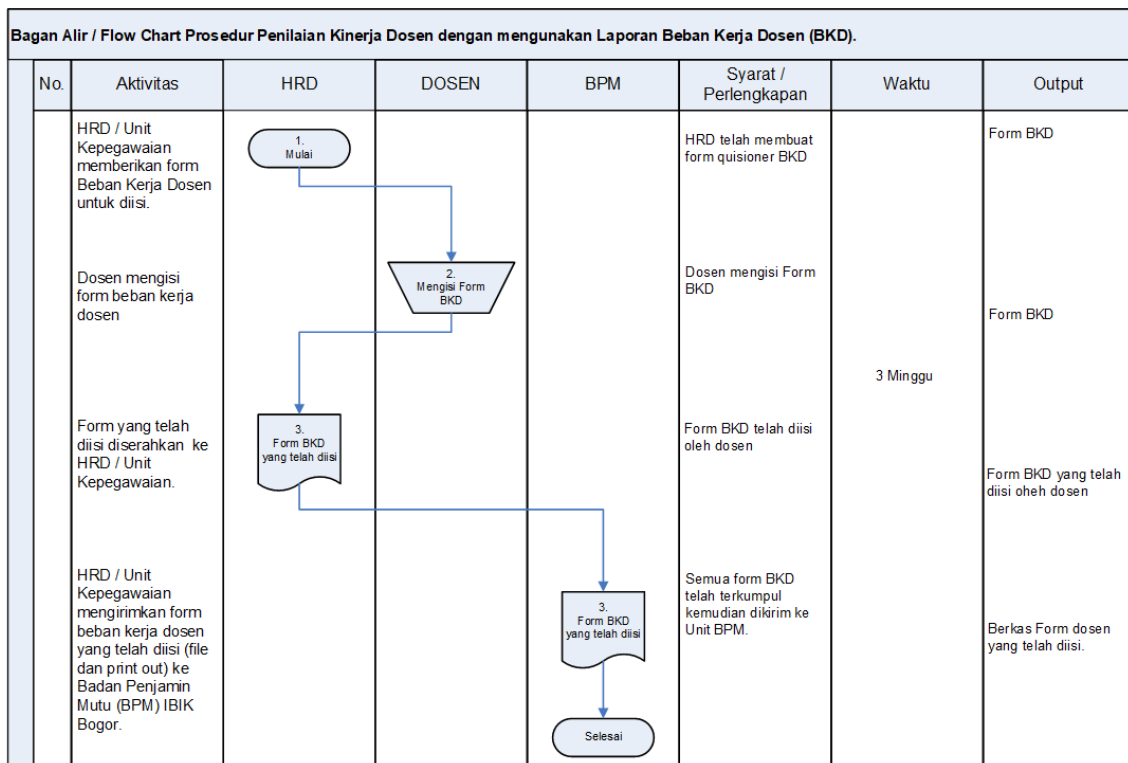 Bagan Alir / Flow Chart Prosedur Penilaian Kinerja Dosen dengan mengunakan Laporan Beban Kerja Dosen (BKD).
No.
Aktivitas
HRD
DOSEN
BPM
Syarat /
Perlengkapan
Waktu
Output
HRD / Unit
Kepegawaian
memberikan form
Beban Kerja Dosen
untuk diisi.
1.
Mulai
HRD telah membuat
form quisioner BKD
Form BKD
Dosen mengisi
form beban kerja
dosen
2.
Mengisi Form
BKD
Dosen mengisi Form
BKD
Form BKD
3 Minggu
Form yang telah
diisi diserahkan ke
HRD / Unit
Kepegawaian.
3.
Form BKD
yang telah diisi
Form BKD telah diisi
oleh dosen
Form BKD yang telah
diisi oheh dosen
HRD / Unit
Kepegawaian
mengirimkan form
beban kerja dosen
yang telah diisi (file
dan print out) ke
Badan Penjamin
Mutu (BPM) IBIK
Bogor.
3.
Form BKD
yang telah diisi
Semua form BKD
telah terkumpul
kemudian dikirim ke
Unit BPM.
Berkas Form dosen
yang telah diisi.
Selesai